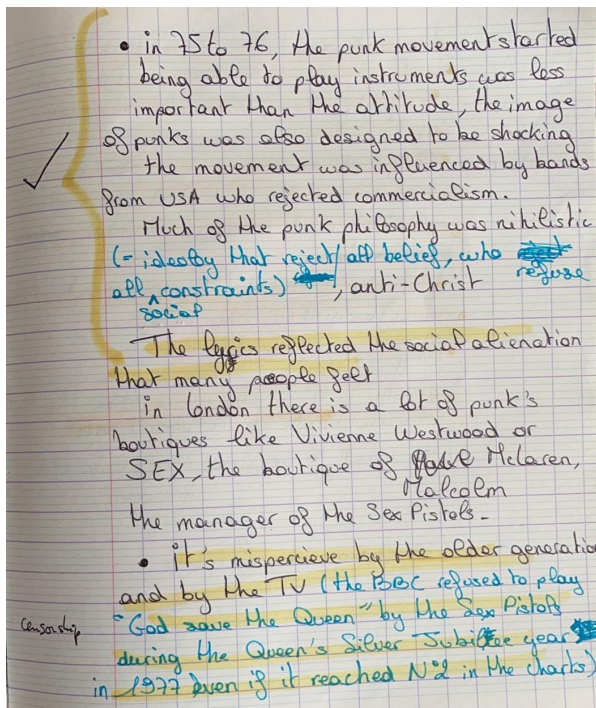 • in 75 to 76, the punk movement started
being able to play instruments was less
important than the attitude, the image
of punks was also designed to be shocking
the movement was influenced by bands
from USA who rejected commercialism.
Much of the punk philosophy was nihilistic
(= ideology that reject all belief, who refuse
all social constraints), anti-Christ
The lyrics reflected the social alienation
that many people felt
in London there is a lot of punk's
boutiques like Vivienne Westwood or
SEX, the boutique of Malcolm Mclaren,
the manager of the Sex Pistols.
• it's mispercieve by the older generation
and by the TV (the BBC refused to play
censorship "God save the Queen" by the Sex Pistols
during the Queen's Silver Jubilee year
in 1977 even if it reached N°2 in the charts)